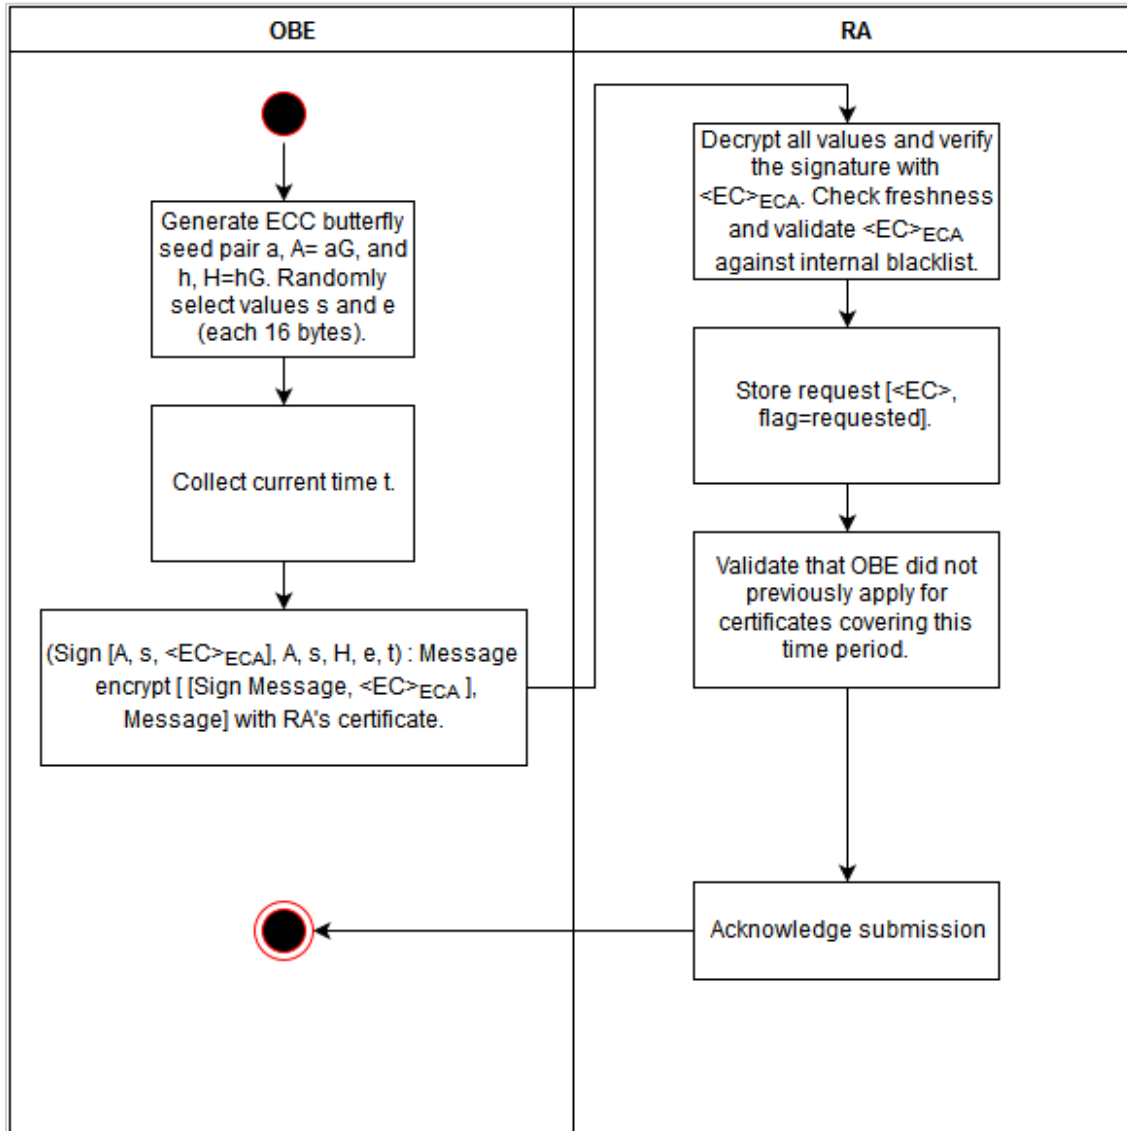 OBE
RA
Generate ECC butterfly
seed pair a, A= aG, and
h, H=hG. Randomly
select values s and e
(each 16 bytes).
Collect current time t.
(Sign [A, s, <EC>ECA], A, s, H, e, t) : Message
encrypt [ [Sign Message, <EC>ECA ],
Message] with RA's certificate.
Decrypt all values and verify
the signature with
<EC>ECA. Check freshness
and validate <EC>ECA
against internal blacklist.
Store request [<EC>,
flag=requested].
Validate that OBE did not
previously apply for
certificates covering this
time period.
Acknowledge submission